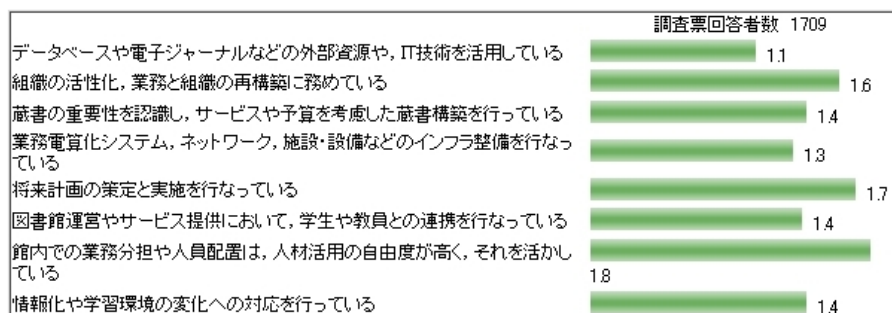 調査票回答者数 1709
データベースや電子ジャーナルなどの外部資源や，IT技術を活用している 1.1
組織の活性化，業務と組織の再構築に務めている 1.6
蔵書の重要性を認識し，サービスや予算を考慮した蔵書構築を行っている 1.4
業務電算化システム，ネットワーク，施設・設備などのインフラ整備を行なっ
ている 1.3
将来計画の策定と実施を行なっている 1.7
図書館運営やサービス提供において，学生や教員との連携を行なっている 1.4
館内での業務分担や人員配置は，人材活用の自由度が高く，それを活かし
ている 1.8
情報化や学習環境の変化への対応を行っている 1.4